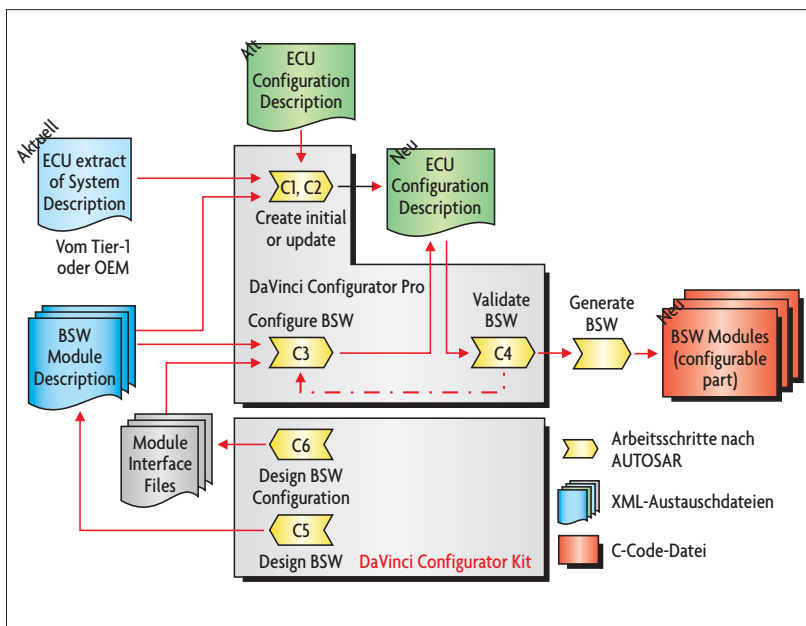 Alt
ECU
Configuration
Description
Aktuell
ECU extract
of System
Description
Vom Tier-1
oder OEM
C1, C2
Create initial
or update
Neu
ECU
Configuration
Description
DaVinci Configurator Pro
BSW
Module
Description
Configure BSW
C3
Validate
BSW
C4
Generate
BSW
Neu
BSW Modules
(configurable
part)
Module
Interface
Files
C6
Design BSW
Configuration
C5
Design BSW
DaVinci Configurator Kit
Arbeitsschritte nach
AUTOSAR
XML-Austauschdateien
C-Code-Datei